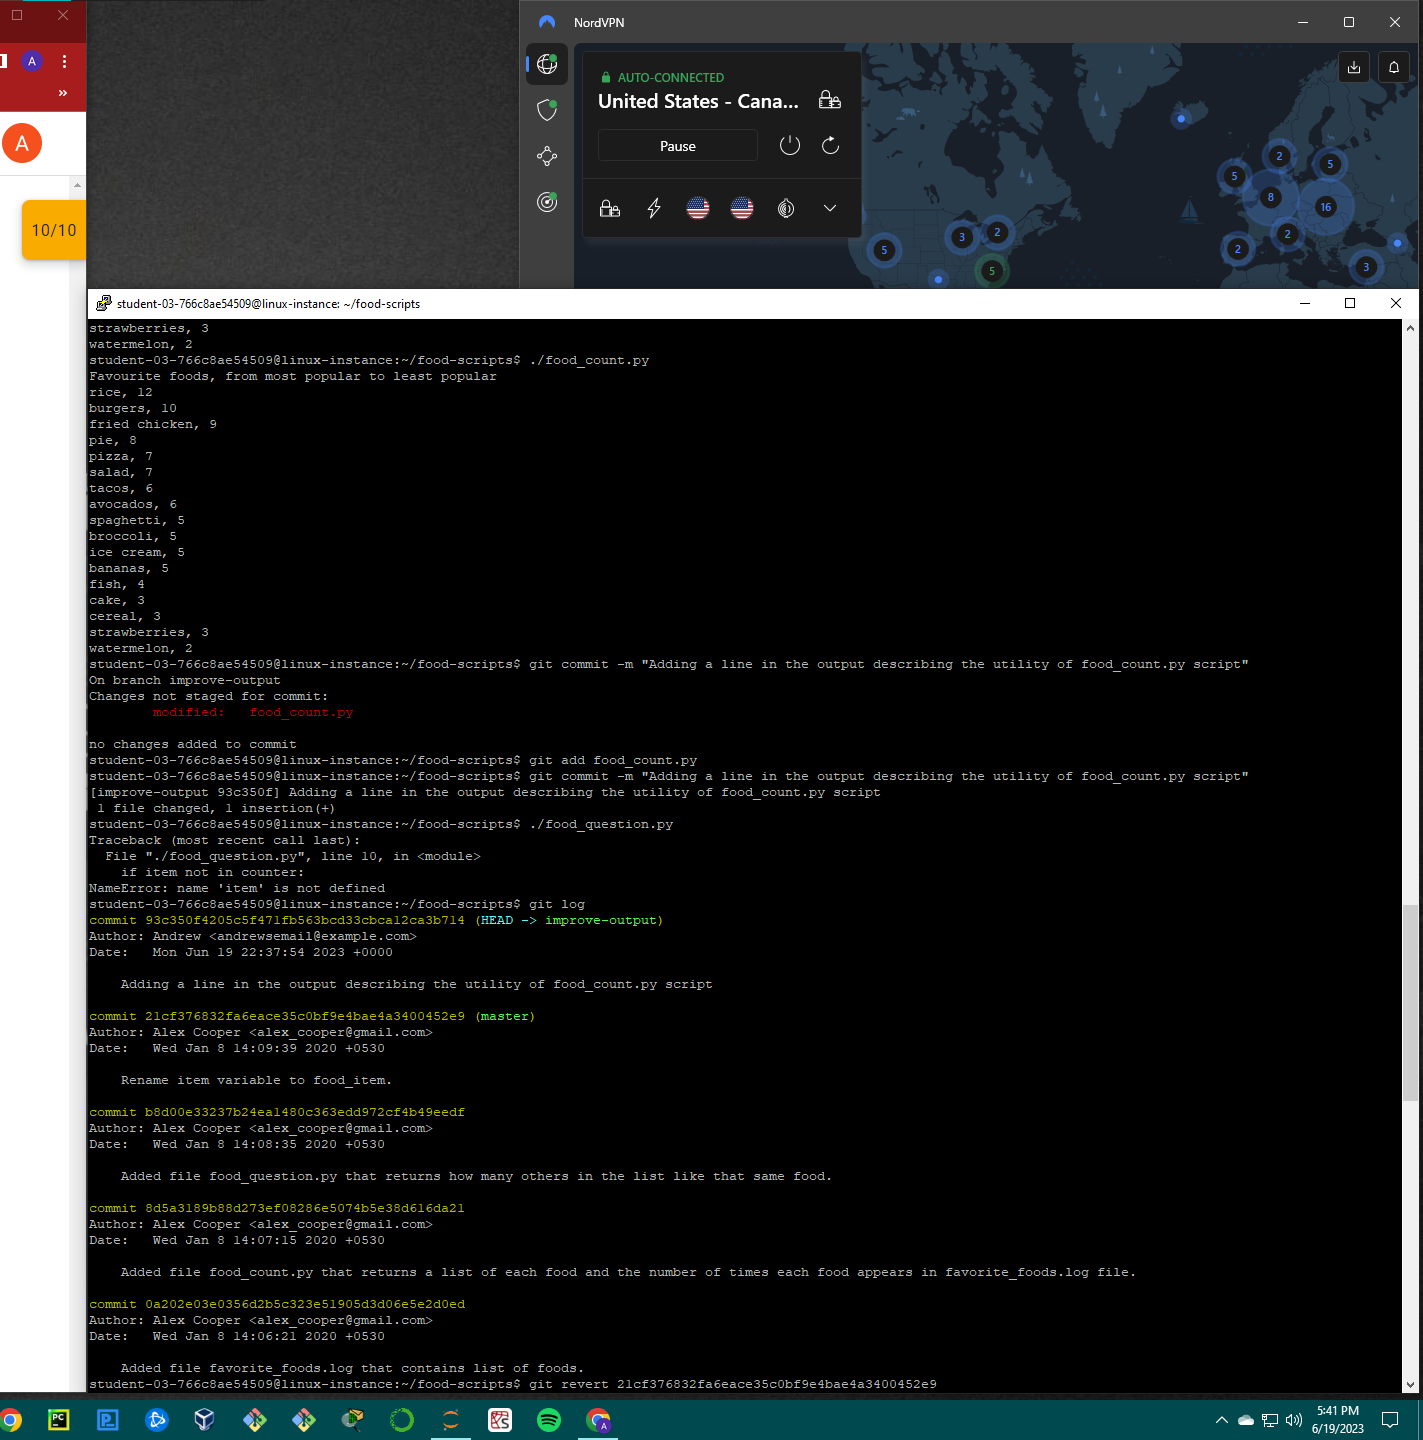 A
»
A
10/10
NordVPN
AUTO-CONNECTED
United States - Cana...
Pause
5
3
2
5
5
2
5
8
16
2
2
3
student-03-766c8ae54509@linux-instance: ~/food-scripts
strawberries, 3
watermelon, 2
student-03-766c8ae54509@linux-instance:~/food-scripts$ ./food_count.py
Favourite foods, from most popular to least popular
rice, 12
burgers, 10
fried chicken, 9
pie, 8
pizza, 7
salad, 7
tacos, 6
avocados, 6
spaghetti, 5
broccoli, 5
ice cream, 5
bananas, 5
fish, 4
cake, 3
cereal, 3
strawberries, 3
watermelon, 2
student-03-766c8ae54509@linux-instance:~/food-scripts$ git commit -m "Adding a line in the output describing the utility of food_count.py script"
On branch improve-output
Changes not staged for commit:
modified:   food_count.py
no changes added to commit
student-03-766c8ae54509@linux-instance:~/food-scripts$ git add food_count.py
student-03-766c8ae54509@linux-instance:~/food-scripts$ git commit -m "Adding a line in the output describing the utility of food_count.py script"
[improve-output 93c350f] Adding a line in the output describing the utility of food_count.py script
1 file changed, 1 insertion(+)
student-03-766c8ae54509@linux-instance:~/food-scripts$ ./food_question.py
Traceback (most recent call last):
File "./food_question.py", line 10, in <module>
if item not in counter:
NameError: name 'item' is not defined
student-03-766c8ae54509@linux-instance:~/food-scripts$ git log
commit 93c350f4205c5f471fb563bcd33cbca12ca3b714 (HEAD -> improve-output)
Author: Andrew <andrewsemail@example.com>
Date:   Mon Jun 19 22:37:54 2023 +0000
Adding a line in the output describing the utility of food_count.py script
commit 21cf376832fa6eace35c0bf9e4bae4a3400452e9 (master)
Author: Alex Cooper <alex_cooper@gmail.com>
Date:   Wed Jan 8 14:09:39 2020 +0530
Rename item variable to food_item.
commit b8d00e33237b24ea1480c363edd972cf4b49eedf
Author: Alex Cooper <alex_cooper@gmail.com>
Date:   Wed Jan 8 14:08:35 2020 +0530
Added file food_question.py that returns how many others in the list like that same food.
commit 8d5a3189b88d273ef08286e5074b5e38d616da21
Author: Alex Cooper <alex_cooper@gmail.com>
Date:   Wed Jan 8 14:07:15 2020 +0530
Added file food_count.py that returns a list of each food and the number of times each food appears in favorite_foods.log file.
commit 0a202e03e0356d2b5c323e51905d3d06e5e2d0ed
Author: Alex Cooper <alex_cooper@gmail.com>
Date:   Wed Jan 8 14:06:21 2020 +0530
Added file favorite_foods.log that contains list of foods.
student-03-766c8ae54509@linux-instance:~/food-scripts$ git revert 21cf376832fa6eace35c0bf9e4bae4a3400452e9
PC
A
5:41 PM
6/19/2023